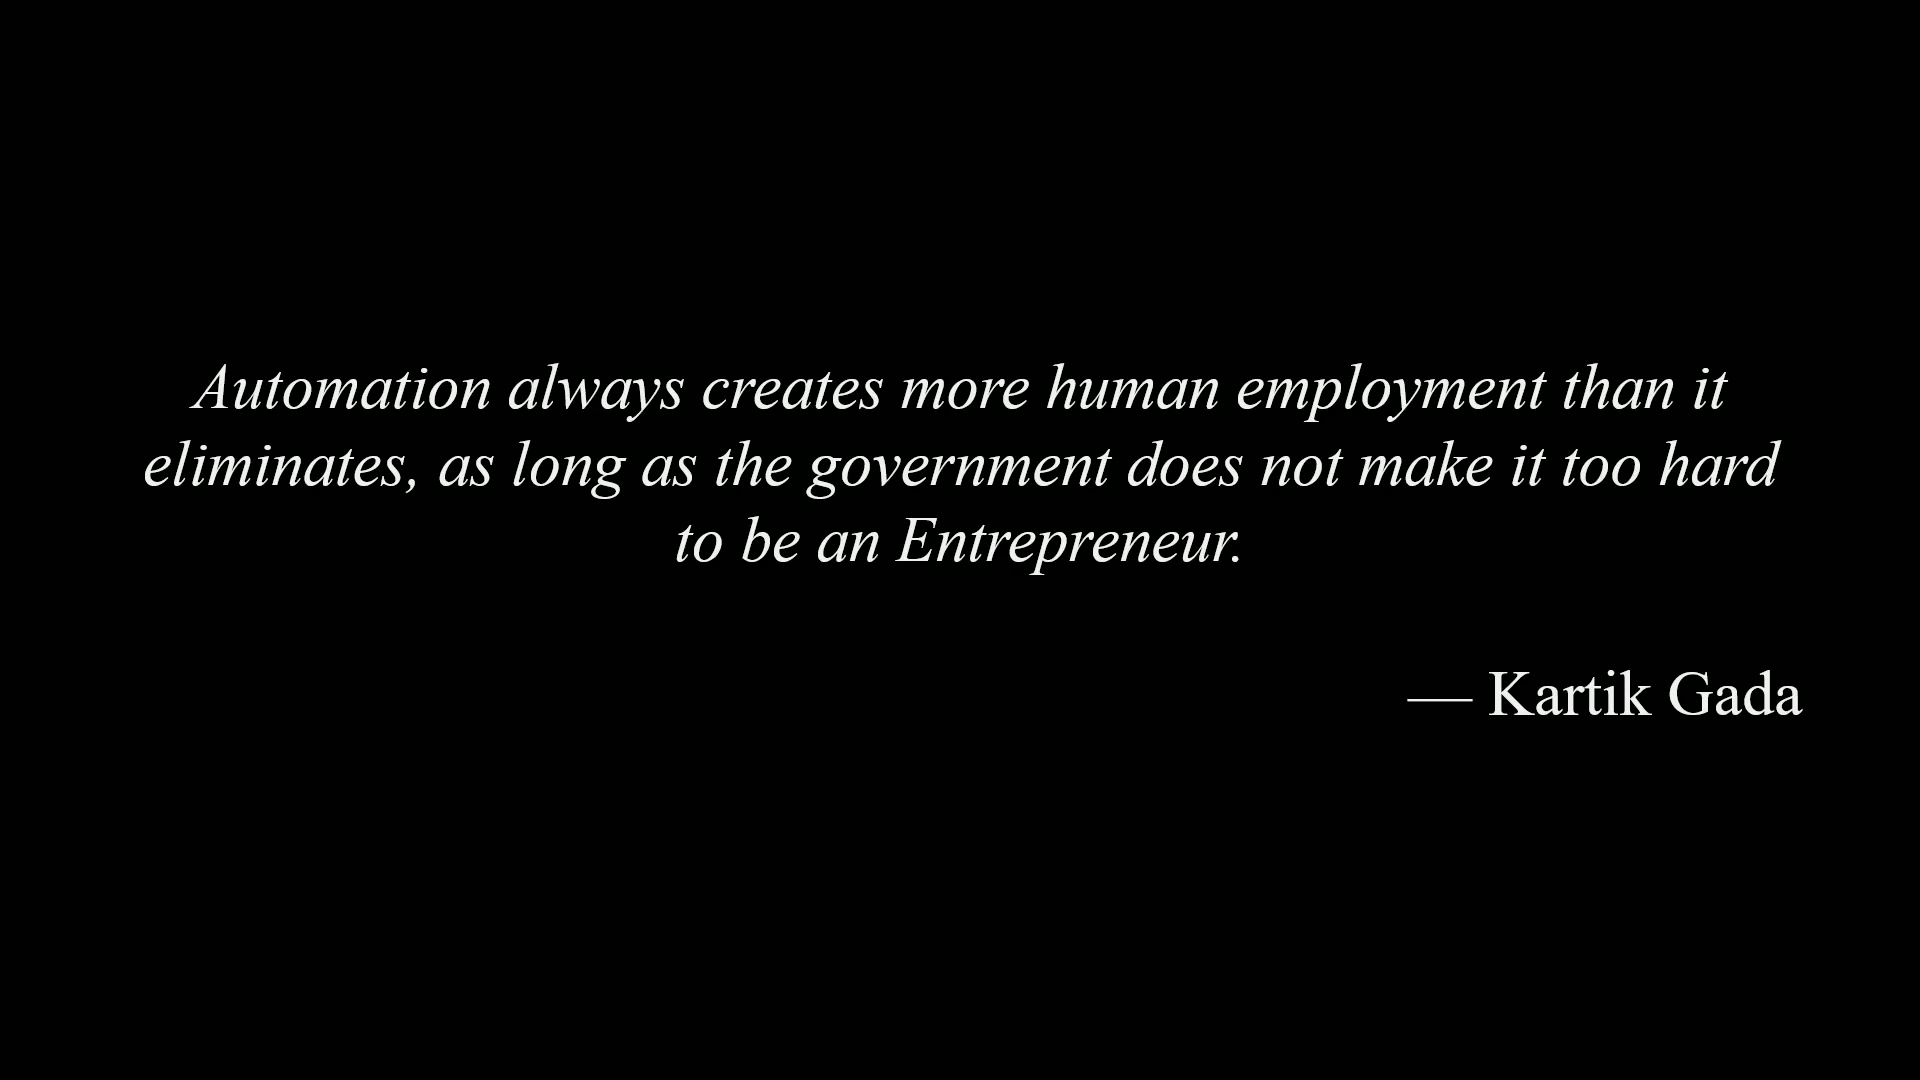 Automation always creates more human employment than it
eliminates, as long as the government does not make it too hard
to be an Entrepreneur.
— Kartik Gada